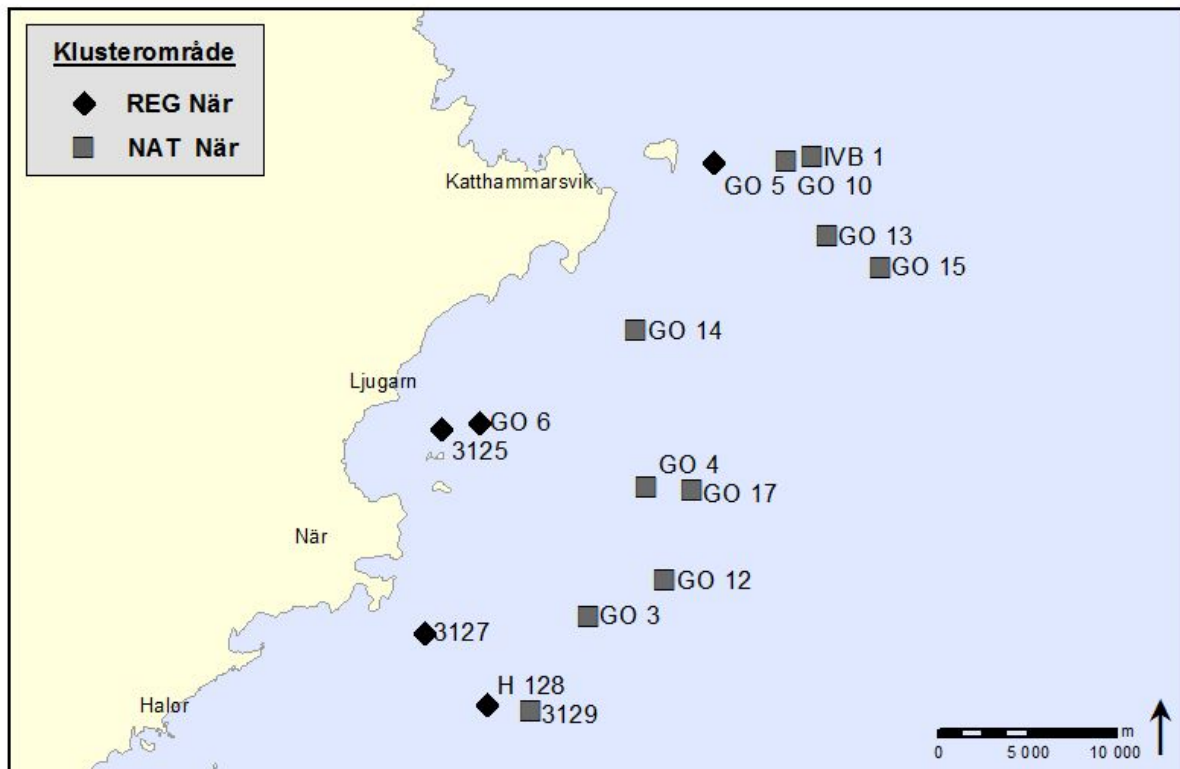 Klusterområde
REG När
NAT När
IVB 1
Katthammarsvik
GO 5 GO 10
GO 13
GO 15
GO 14
Ljugarn
GO 6
3125
GO 4
GO 17
När
GO 12
GO 3
3127
H 128
Halor
3129
m
0 5 000 10 000